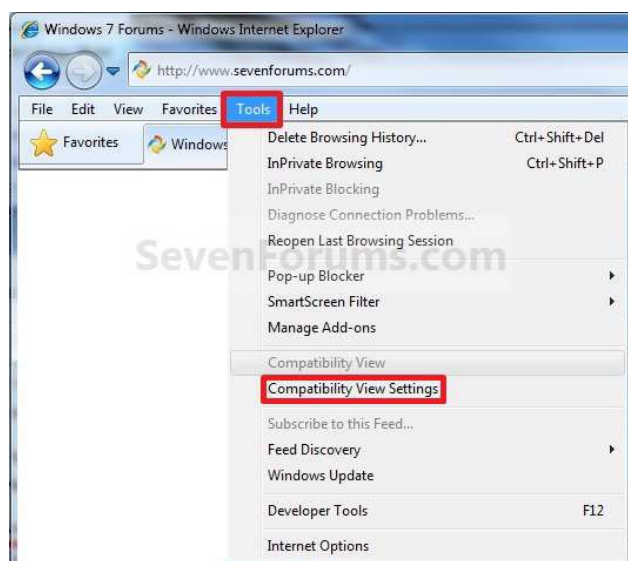 Windows 7 Forums - Windows Internet Explorer
http://www.sevenforums.com/
File Edit View Favorites Tools Help
Favorites Windows
Delete Browsing History... Ctrl+Shift+Del
InPrivate Browsing Ctrl+Shift+P
InPrivate Blocking
Diagnose Connection Problems...
Reopen Last Browsing Session
SevenForums.com
Pop-up Blocker
SmartScreen Filter
Manage Add-ons
Compatibility View
Compatibility View Settings
Subscribe to this Feed...
Feed Discovery
Windows Update
Developer Tools F12
Internet Options